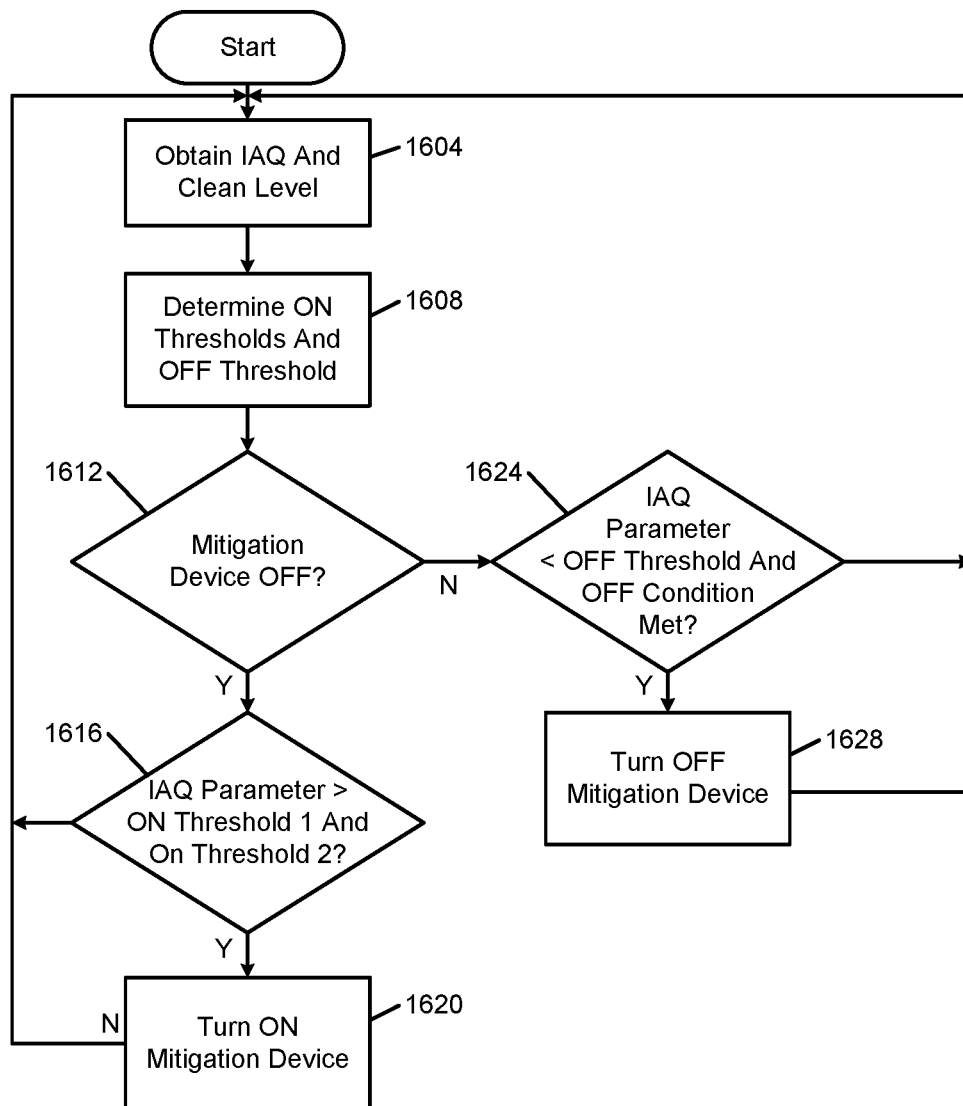 Start
Obtain IAQ And
Clean Level
1604
Determine ON
Thresholds And
OFF Threshold
1608
1612
Mitigation
Device OFF?
N
Y
1624
IAQ
Parameter
< OFF Threshold And
OFF Condition
Met?
Y
1616
IAQ Parameter >
ON Threshold 1 And
On Threshold 2?
Y
Turn OFF
Mitigation Device
1628
N
Turn ON
Mitigation Device
1620